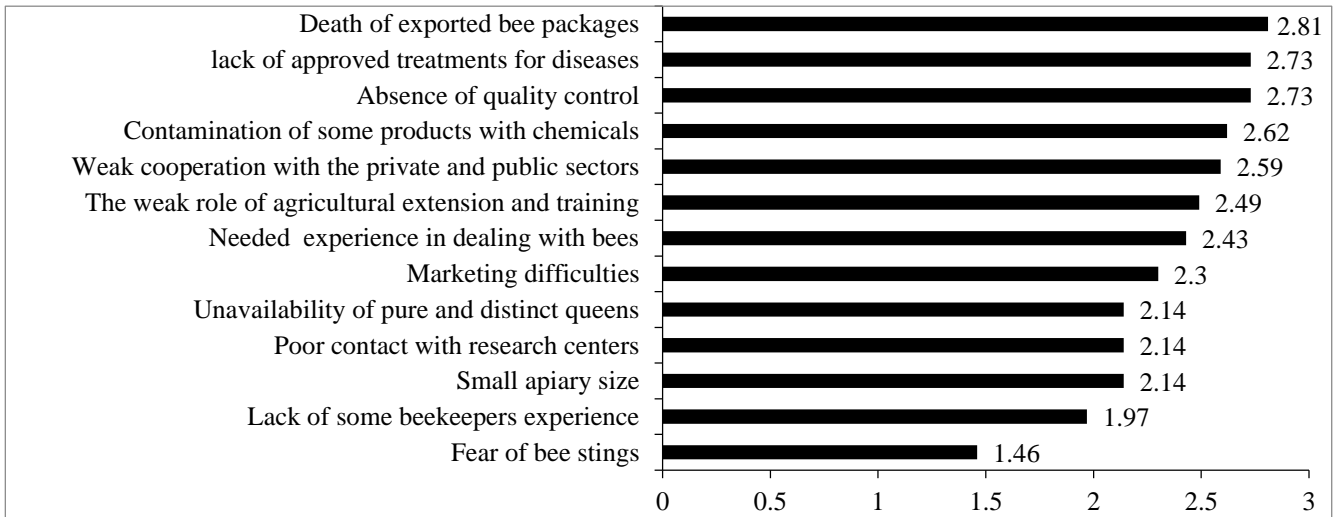 Death of exported bee packages 2.81
lack of approved treatments for diseases 2.73
Absence of quality control 2.73
Contamination of some products with chemicals 2.62
Weak cooperation with the private and public sectors 2.59
The weak role of agricultural extension and training 2.49
Needed  experience in dealing with bees 2.43
Marketing difficulties 2.3
Unavailability of pure and distinct queens 2.14
Poor contact with research centers 2.14
Small apiary size 2.14
Lack of some beekeepers experience 1.97
Fear of bee stings 1.46
0 0.5 1 1.5 2 2.5 3